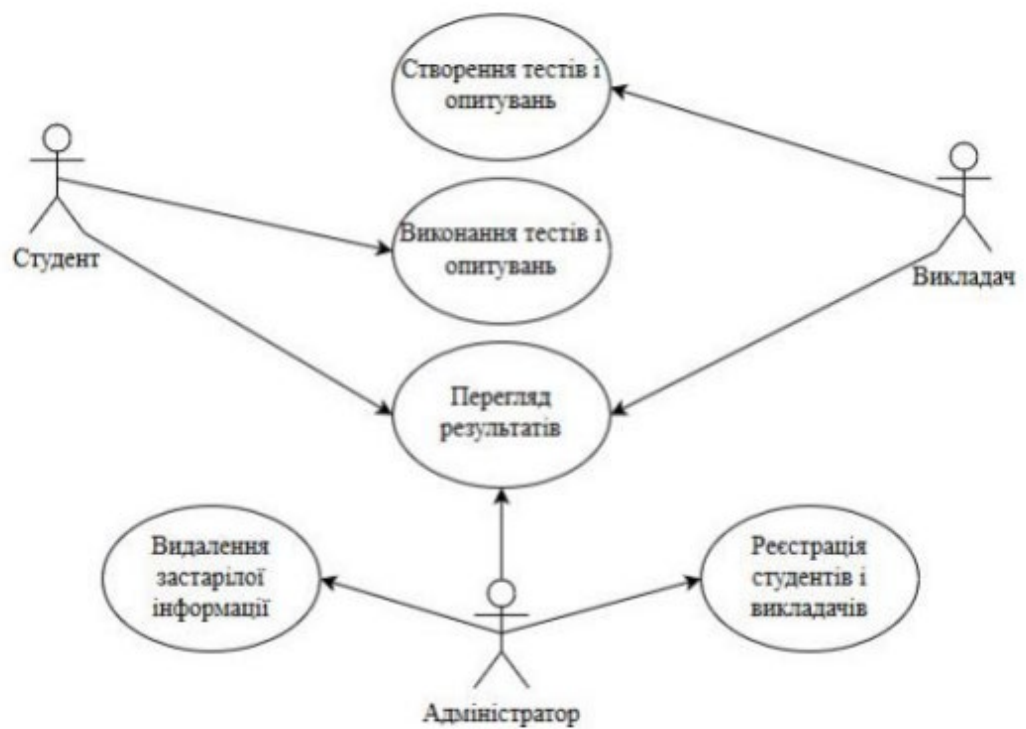 Створення тестів і
опитувань
Студент
Виконання тестів і
опитувань
Викладач
Перегляд
результатів
Видалення
застарілої
інформації
Реєстрація
студентів і
викладачів
Адміністратор